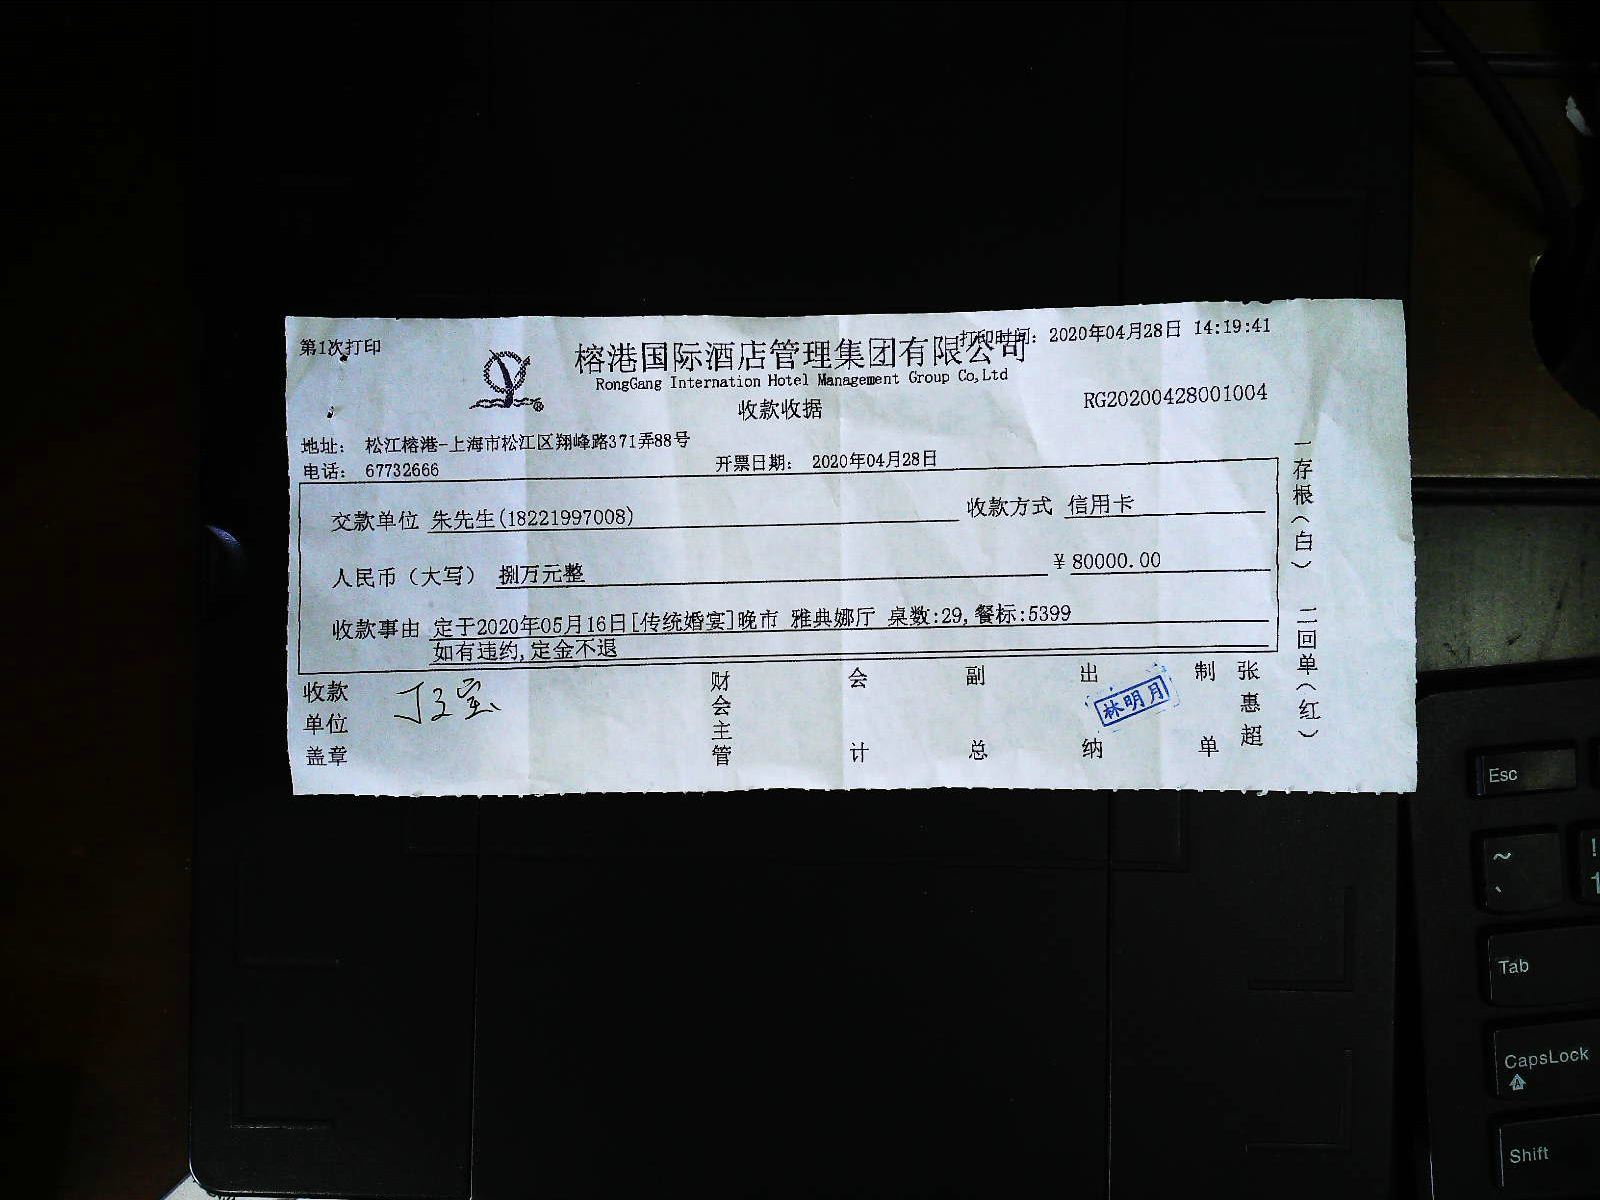 第1次打印
打印时间：2020年04月28日 14:19:41
榕港国际酒店管理集团有限公司
RongGang Internation Hotel Management Group Co,Ltd
收款收据
RG20200428001004
地址： 松江榕港-上海市松江区翔峰路371弄88号
电话： 67732666
开票日期： 2020年04月28日
交款单位 朱先生(18221997008) 收款方式 信用卡
人民币（大写） 捌万元整 ￥80000.00
收款事由 定于2020年05月16日[传统婚宴]晚市 雅典娜厅 桌数:29,餐标:5399
如有违约,定金不退
收款单位盖章
财会主管
会计
副总
出纳
林明月
制单
张惠超
一存根（白） 二回单（红）
Esc
~
!
、
1
Tab
CapsLock
Shift